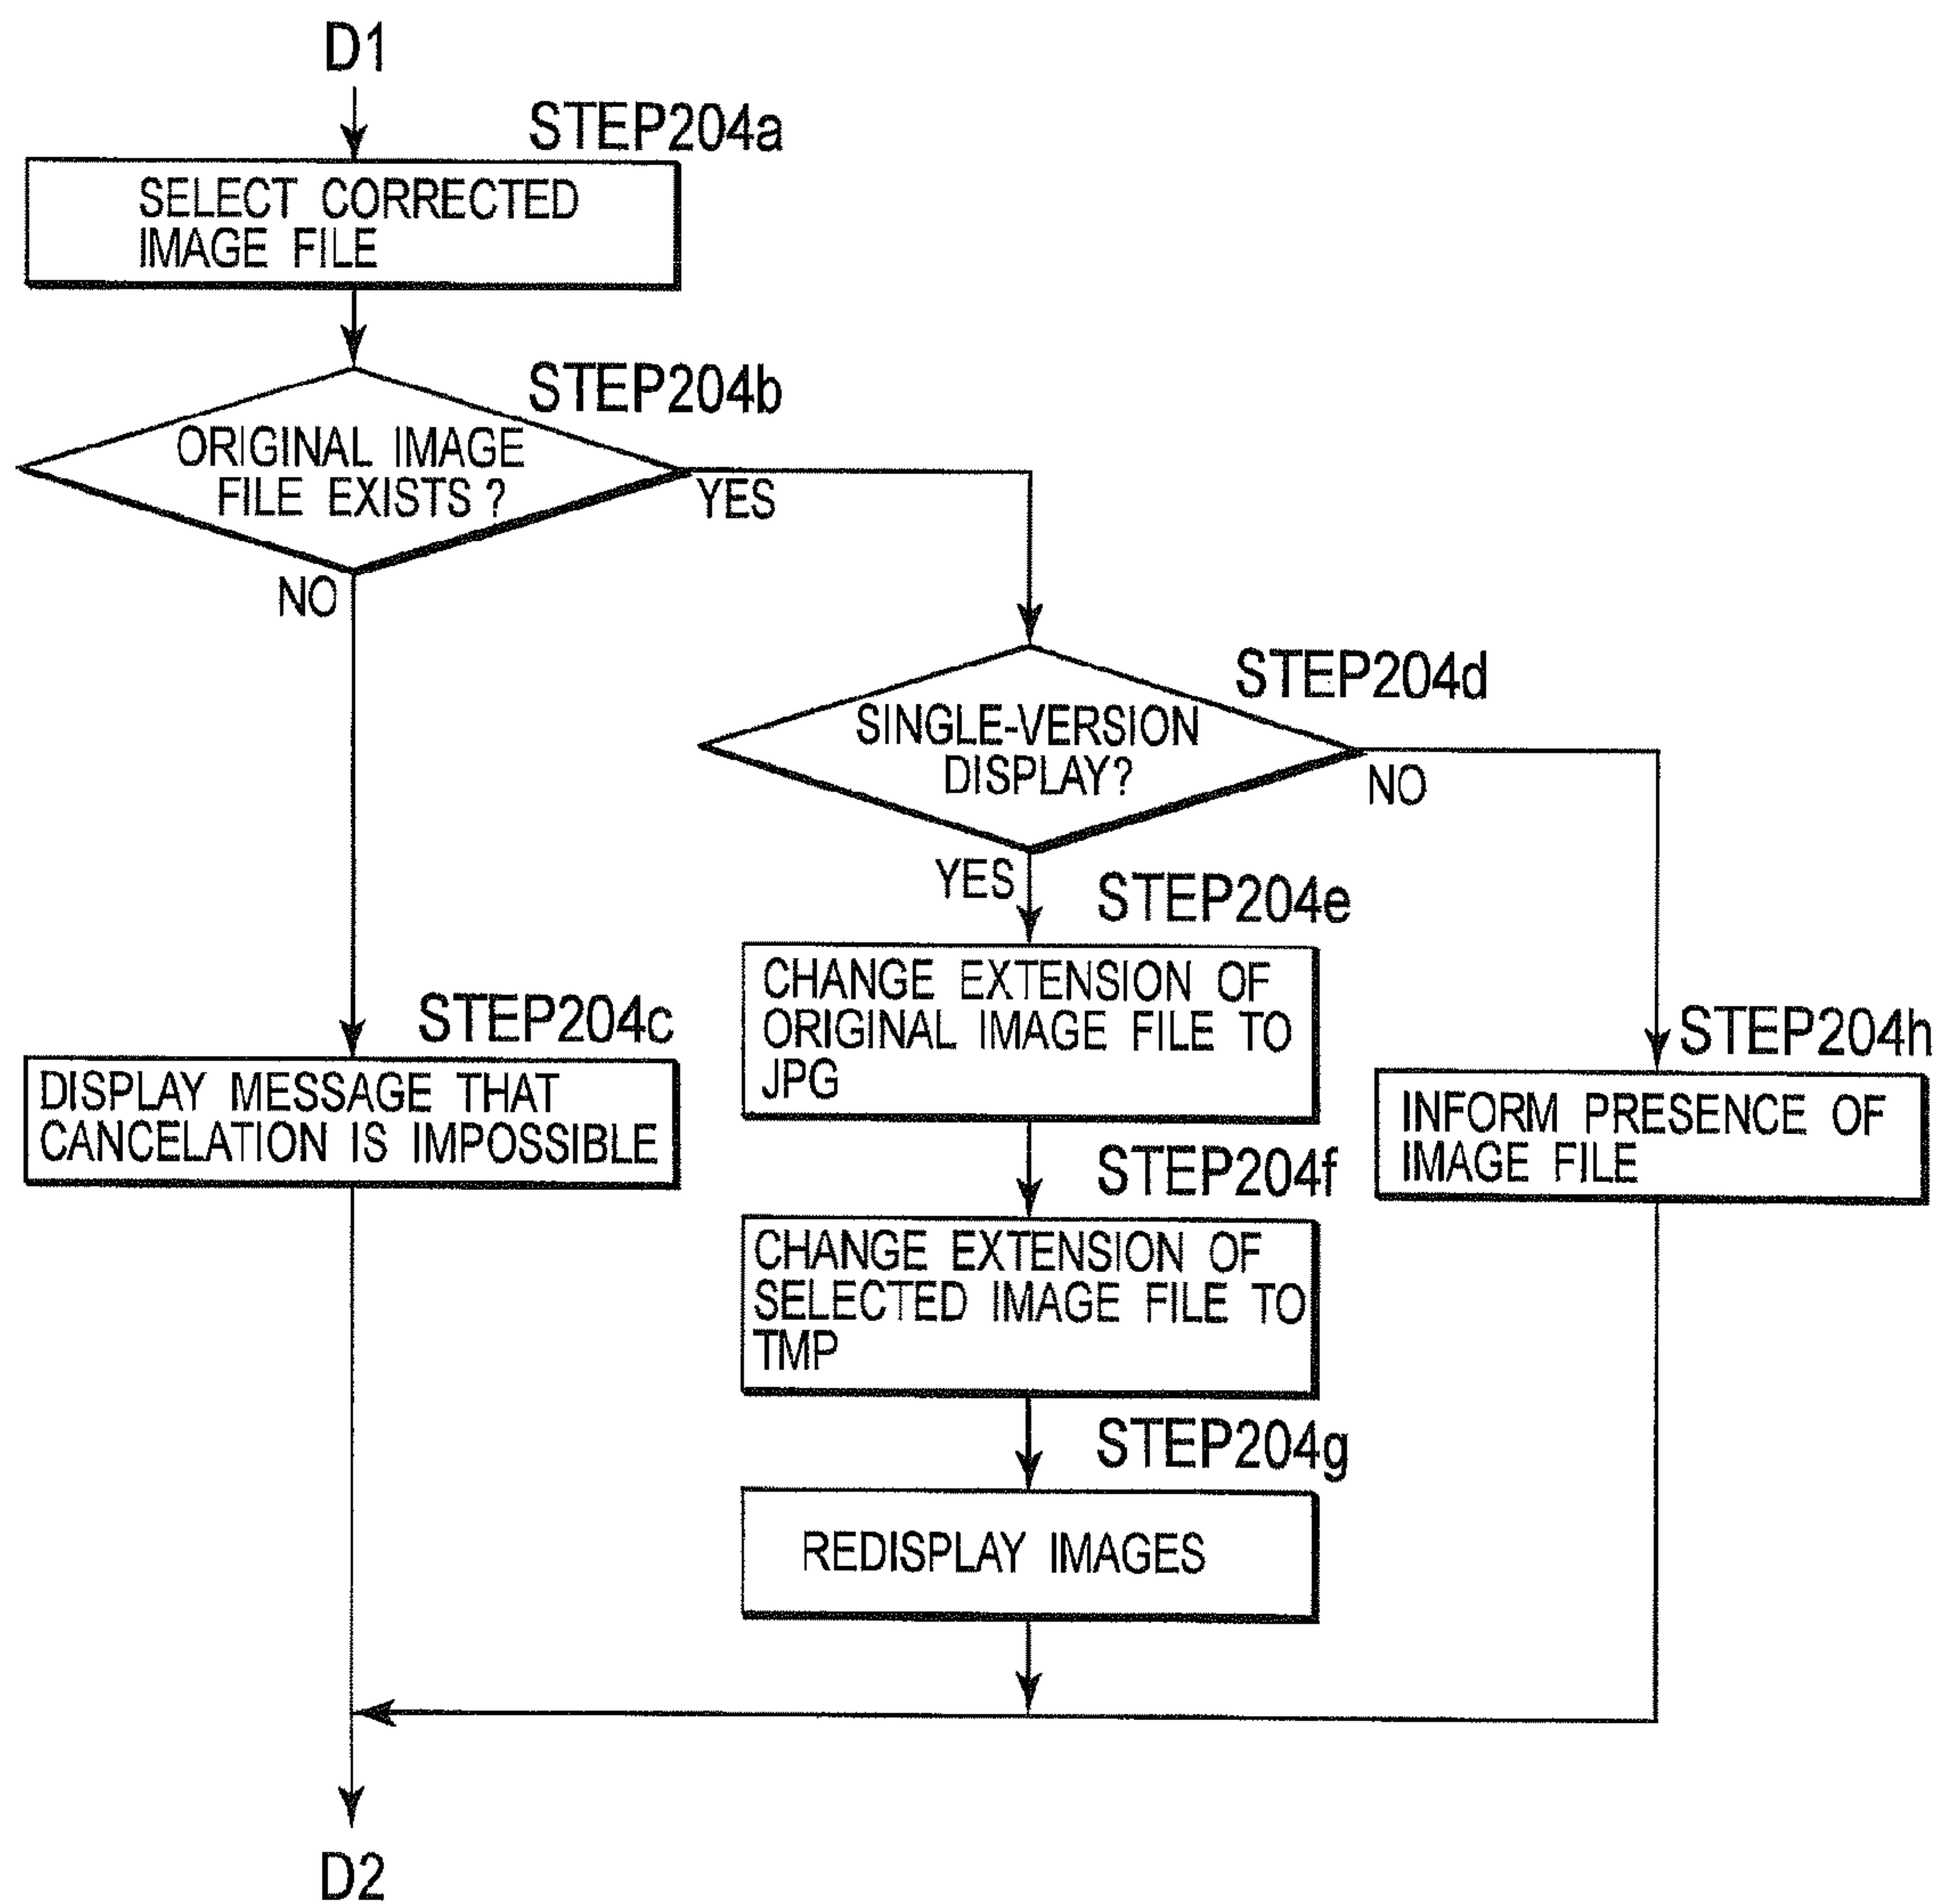 D1
STEP204a
SELECT CORRECTED
IMAGE FILE
STEP204b
ORIGINAL IMAGE
FILE EXISTS?
YES
NO
STEP204d
SINGLE-VERSION
DISPLAY?
NO
YES
STEP204e
CHANGE EXTENSION OF
ORIGINAL IMAGE FILE TO
JPG
STEP204c
DISPLAY MESSAGE THAT
CANCELATION IS IMPOSSIBLE
STEP204h
INFORM PRESENCE OF
IMAGE FILE
STEP204f
CHANGE EXTENSION OF
SELECTED IMAGE FILE TO
TMP
STEP204g
REDISPLAY IMAGES
D2